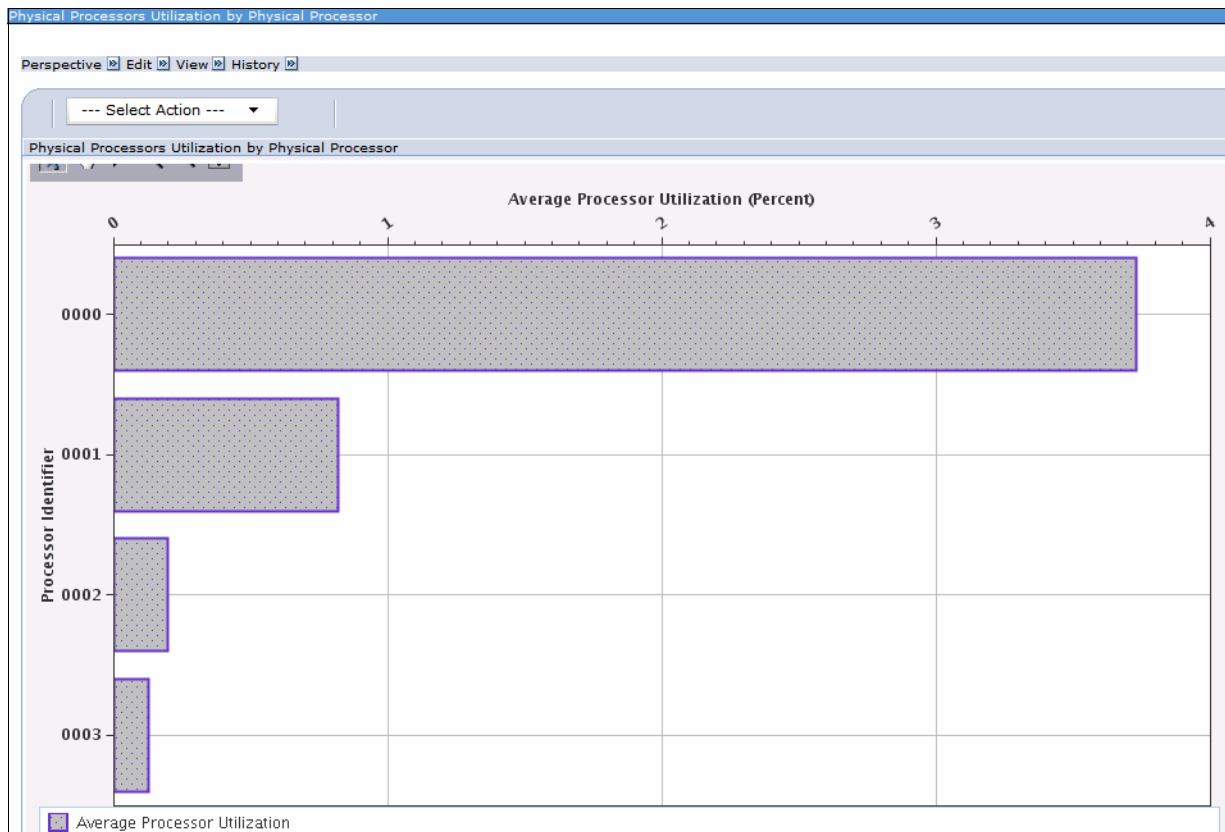 Physical Processors Utilization by Physical Processor
Perspective Edit View History
--- Select Action ---
Physical Processors Utilization by Physical Processor
Average Processor Utilization (Percent)
0 1 2 3 4
Processor Identifier
0000
0001
0002
0003
Average Processor Utilization